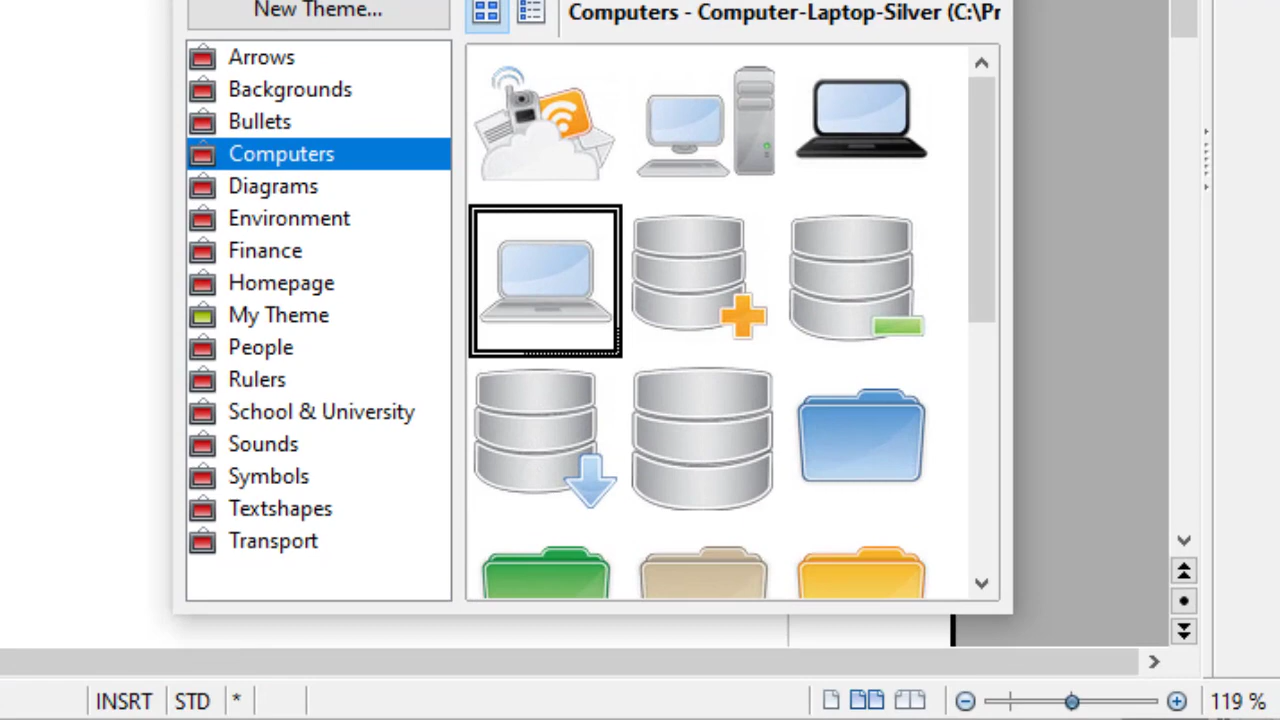 New Theme...
Computers - Computer-Laptop-Silver (C:\Pr
Arrows
Backgrounds
Bullets
Computers
Diagrams
Environment
Finance
Homepage
My Theme
People
Rulers
School & University
Sounds
Symbols
Textshapes
Transport
INSRT STD * 119 %